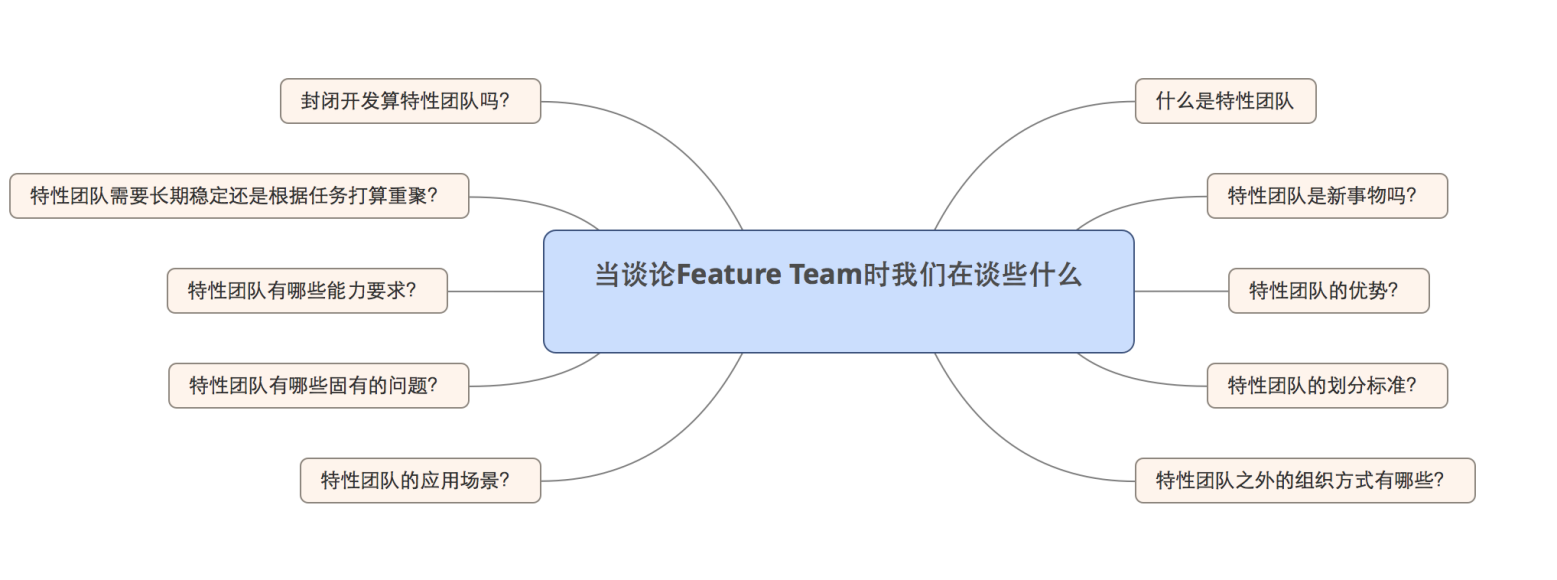 当谈论Feature Team时我们在谈些什么
什么是特性团队
特性团队是新事物吗?
特性团队的优势?
特性团队的划分标准?
特性团队之外的组织方式有哪些?
封闭开发算特性团队吗?
特性团队需要长期稳定还是根据任务打算重聚?
特性团队有哪些能力要求?
特性团队有哪些固有的问题?
特性团队的应用场景?